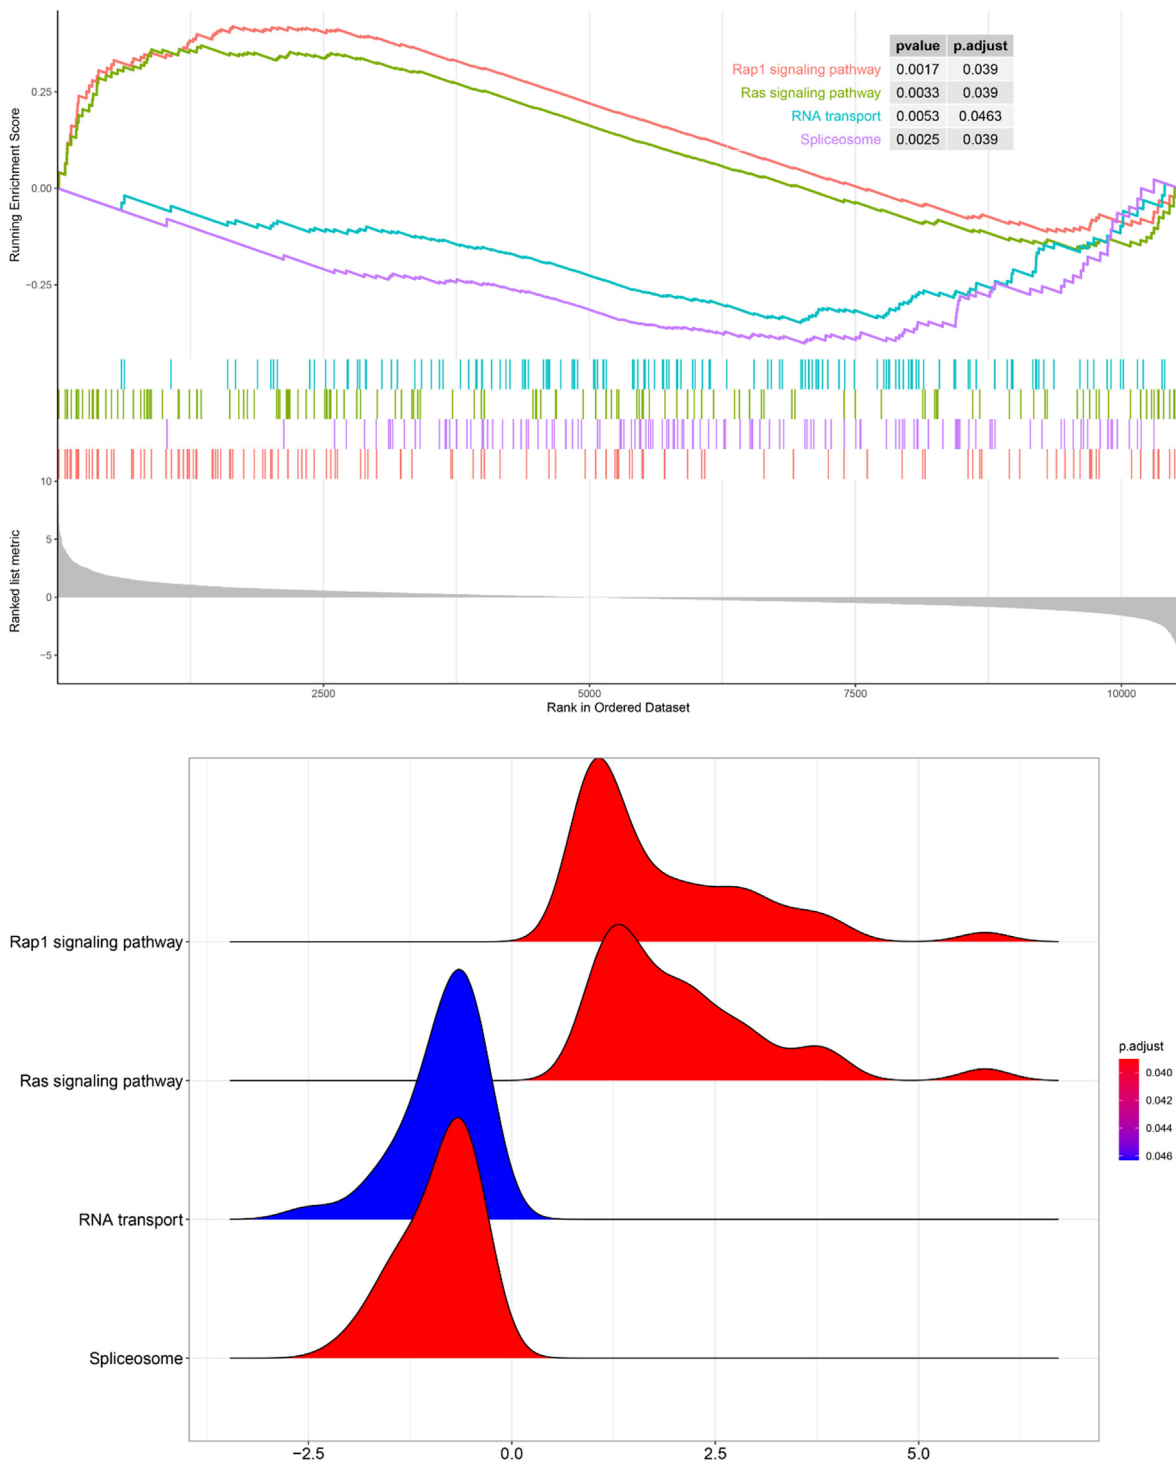 pvalue p.adjust
Rap1 signaling pathway 0.0017 0.039
Ras signaling pathway 0.0033 0.039
RNA transport 0.0053 0.0463
Spliceosome 0.0025 0.039
Running Enrichment Score
0.25
0.00
−0.25
Ranked list metric
10
5
0
−5
2500 5000 7500 10000
Rank in Ordered Dataset
Rap1 signaling pathway
Ras signaling pathway
RNA transport
Spliceosome
−2.5 0.0 2.5 5.0
p.adjust
0.040
0.042
0.044
0.046